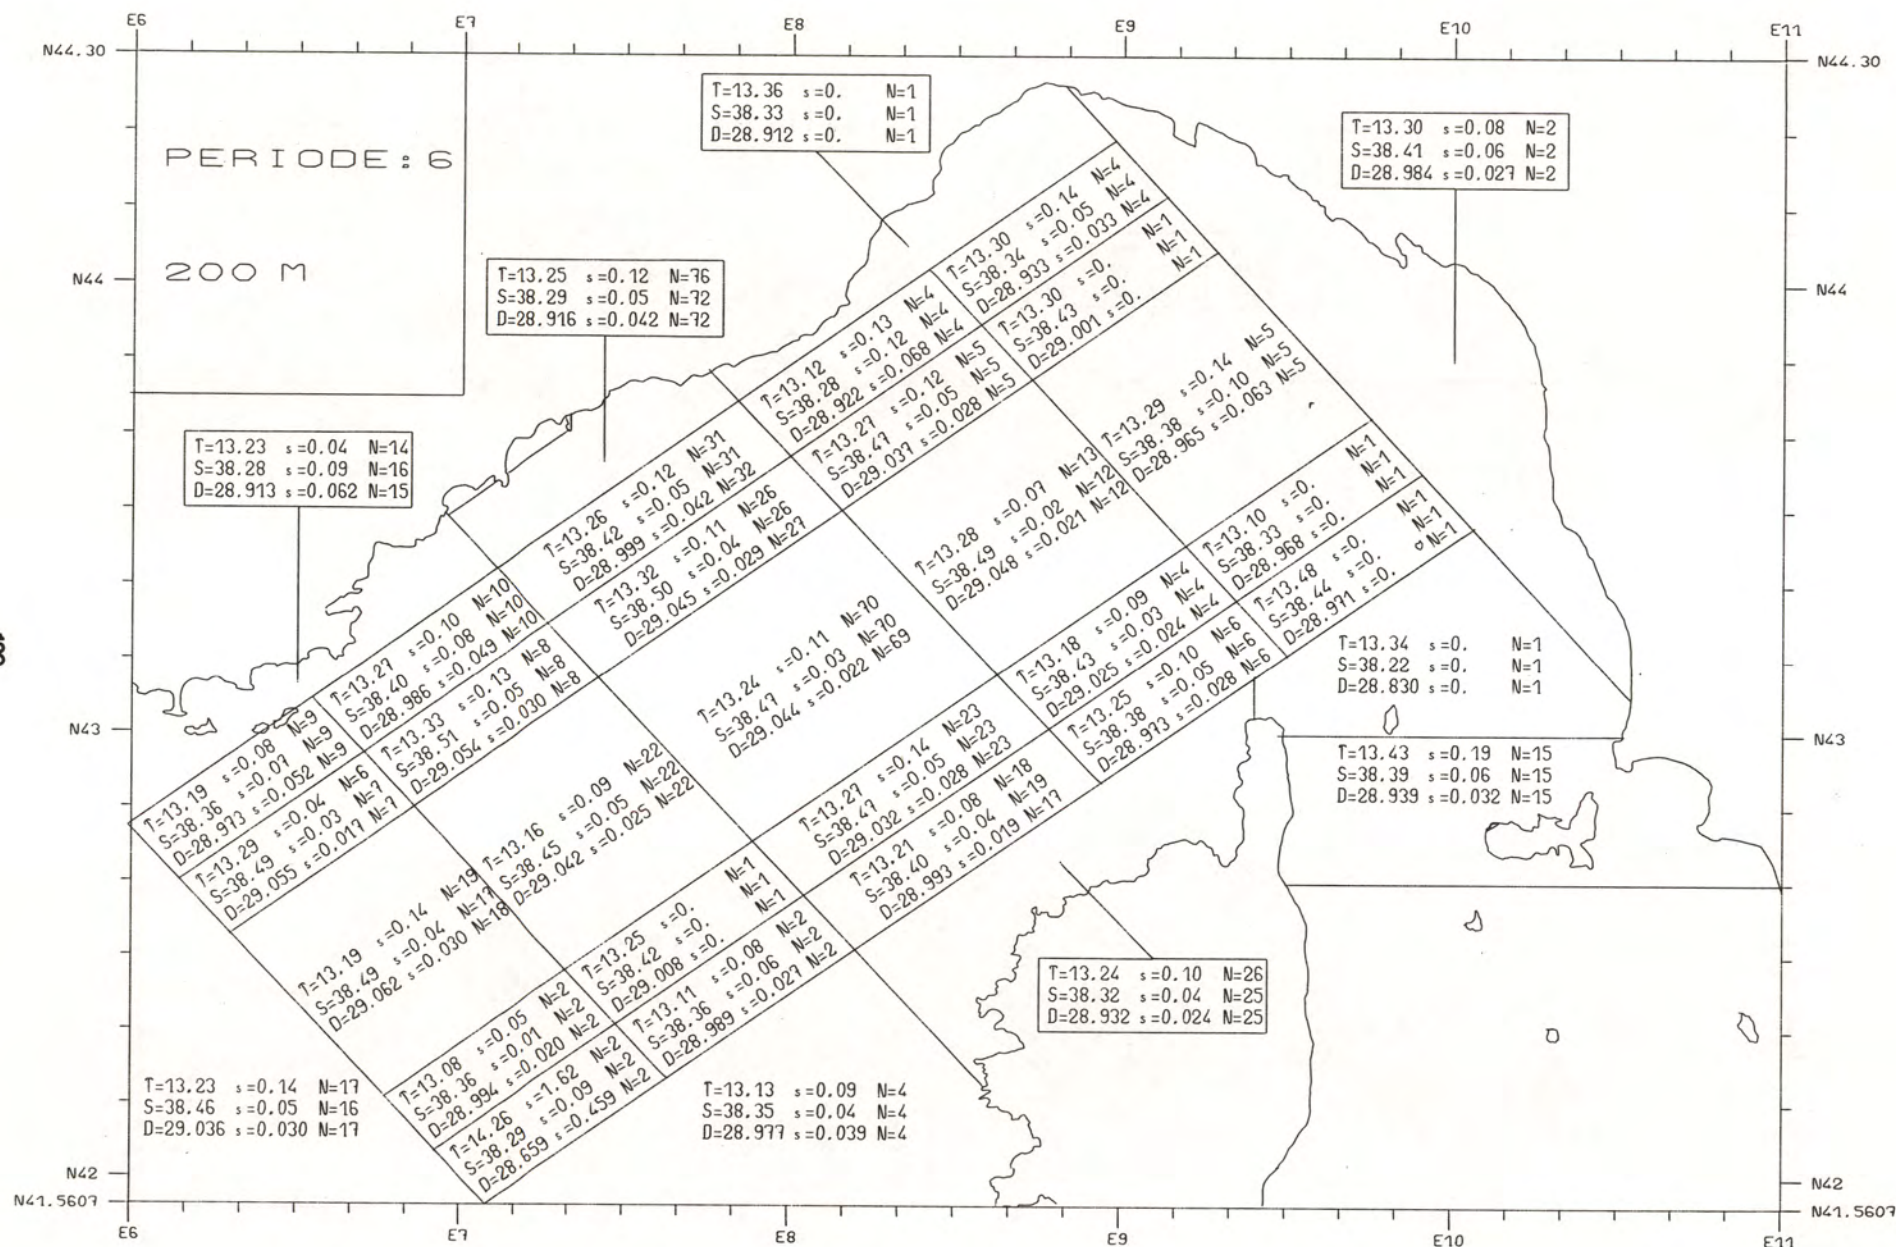 E6 E7 E8 E9 E10 E11
N44.30 N44.30
PERIODE:6
200 M
T=13.36 s=0. N=1
S=38.33 s=0. N=1
D=28.912 s=0. N=1
T=13.30 s=0.08 N=2
S=38.41 s=0.06 N=2
D=28.984 s=0.027 N=2
T=13.25 s=0.12 N=76
S=38.29 s=0.05 N=72
D=28.916 s=0.042 N=72
N44 N44
T=13.23 s=0.04 N=14
S=38.28 s=0.09 N=16
D=28.913 s=0.062 N=15
T=13.30 s=0.14 N=4
S=38.34 s=0.05 N=4
D=28.933 s=0.033 N=4
T=13.30 s=0. N=1
S=38.43 s=0. N=1
D=29.001 s=0. N=1
T=13.12 s=0.13 N=4
S=38.28 s=0.12 N=4
D=28.922 s=0.068 N=4
T=13.27 s=0.12 N=5
S=38.47 s=0.05 N=5
D=29.037 s=0.028 N=5
T=13.29 s=0.14 N=5
S=38.38 s=0.10 N=5
D=28.965 s=0.063 N=5
T=13.26 s=0.12 N=31
S=38.42 s=0.05 N=31
D=28.999 s=0.042 N=32
T=13.32 s=0.11 N=26
S=38.50 s=0.04 N=26
D=29.045 s=0.029 N=27
T=13.28 s=0.07 N=13
S=38.49 s=0.02 N=12
D=29.048 s=0.021 N=12
T=13.10 s=0. N=1
S=38.33 s=0. N=1
D=28.968 s=0. N=1
T=13.48 s=0. N=1
S=38.44 s=0. N=1
D=28.971 s=0. N=1
T=13.27 s=0.10 N=10
S=38.40 s=0.08 N=10
D=28.986 s=0.049 N=10
T=13.33 s=0.13 N=8
S=38.51 s=0.05 N=8
D=29.054 s=0.030 N=8
T=13.24 s=0.11 N=70
S=38.47 s=0.03 N=70
D=29.044 s=0.022 N=69
T=13.18 s=0.09 N=4
S=38.43 s=0.03 N=4
D=29.025 s=0.024 N=4
T=13.25 s=0.10 N=6
S=38.38 s=0.05 N=6
D=28.973 s=0.028 N=6
T=13.34 s=0. N=1
S=38.22 s=0. N=1
D=28.830 s=0. N=1
N43 N43
T=13.43 s=0.19 N=15
S=38.39 s=0.06 N=15
D=28.939 s=0.032 N=15
T=13.19 s=0.08 N=9
S=38.36 s=0.07 N=9
D=28.973 s=0.052 N=9
T=13.29 s=0.04 N=6
S=38.49 s=0.03 N=7
D=29.055 s=0.017 N=7
T=13.16 s=0.09 N=22
S=38.45 s=0.05 N=22
D=29.042 s=0.025 N=22
T=13.27 s=0.14 N=23
S=38.47 s=0.05 N=23
D=29.032 s=0.028 N=23
T=13.21 s=0.08 N=18
S=38.40 s=0.04 N=19
D=28.993 s=0.019 N=17
T=13.19 s=0.14 N=19
S=38.49 s=0.04 N=17
D=29.062 s=0.030 N=18
T=13.25 s=0. N=1
S=38.42 s=0. N=1
D=29.008 s=0. N=1
T=13.11 s=0.08 N=2
S=38.36 s=0.06 N=2
D=28.989 s=0.027 N=2
T=13.24 s=0.10 N=26
S=38.32 s=0.04 N=25
D=28.932 s=0.024 N=25
T=13.08 s=0.05 N=2
S=38.36 s=0.01 N=2
D=28.994 s=0.020 N=2
T=14.26 s=1.62 N=2
S=38.29 s=0.09 N=2
D=28.659 s=0.459 N=2
T=13.23 s=0.14 N=17
S=38.46 s=0.05 N=16
D=29.036 s=0.030 N=17
T=13.13 s=0.09 N=4
S=38.35 s=0.04 N=4
D=28.977 s=0.039 N=4
N42 N42
N41.5607 N41.5607
E6 E7 E8 E9 E10 E11